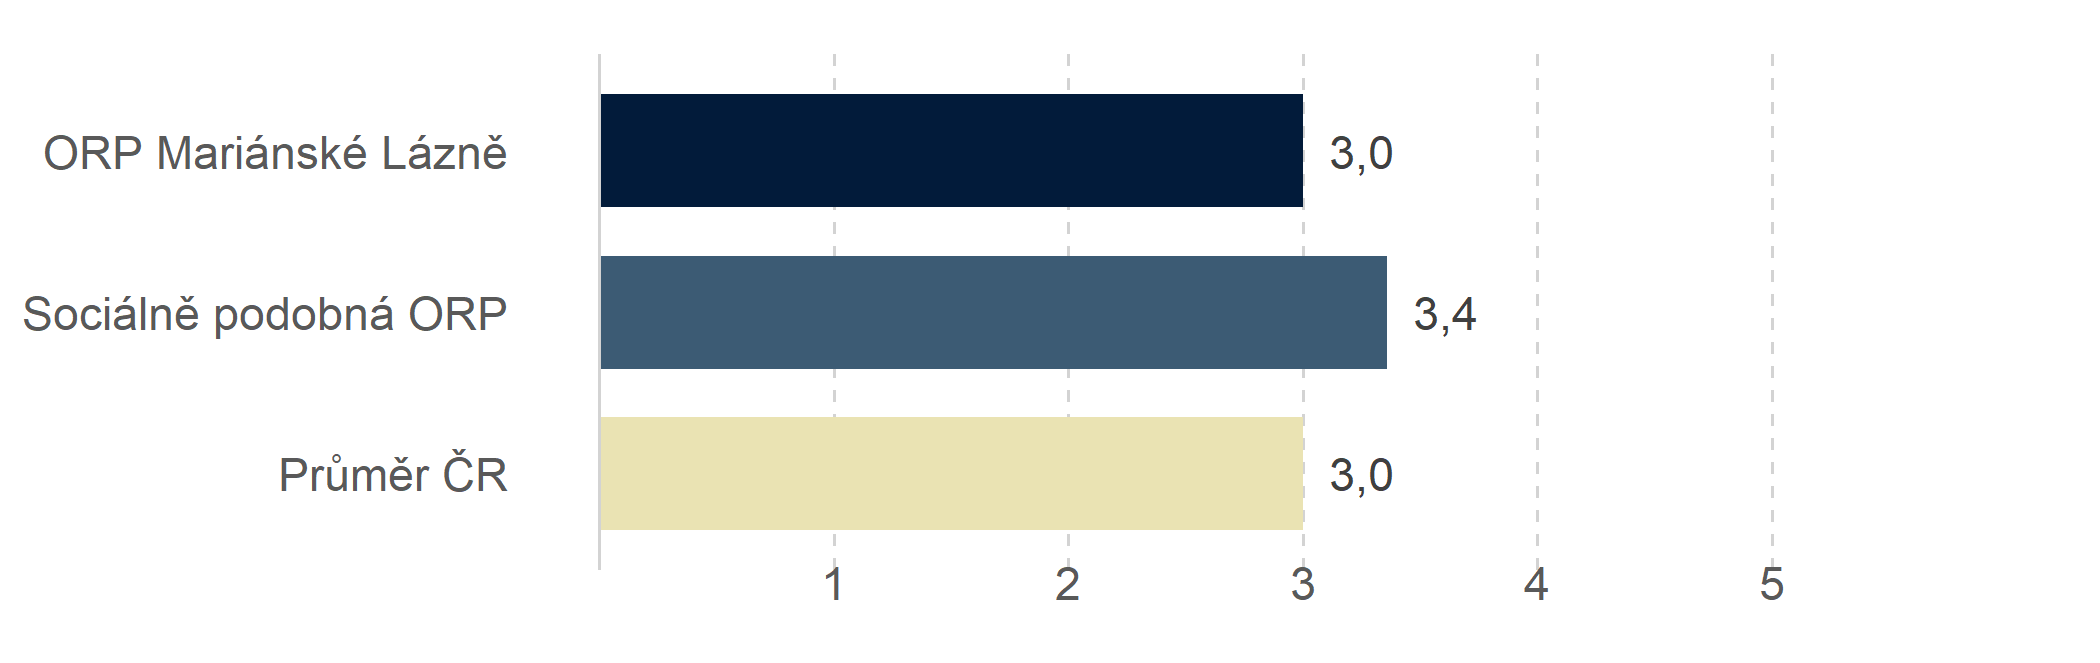 ORP Mariánské Lázně 3,0
Sociálně podobná ORP 3,4
Průměr ČR 3,0
1 2 3 4 5